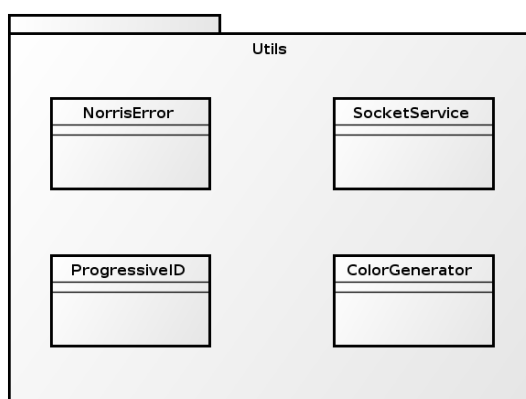 Utils
NorrisError
SocketService
ProgressiveID
ColorGenerator